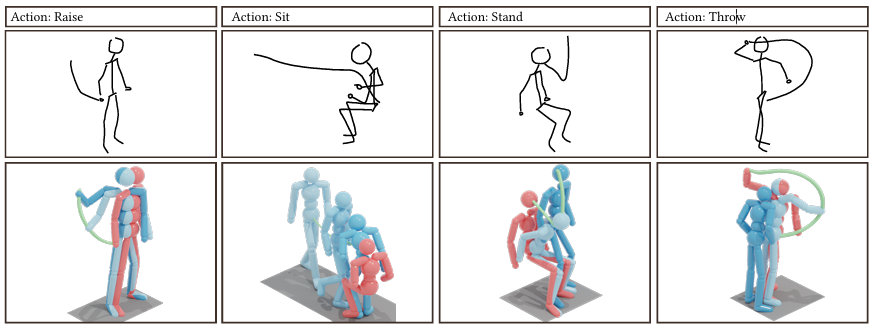 Action: Raise
Action: Sit
Action: Stand
Action: Throw